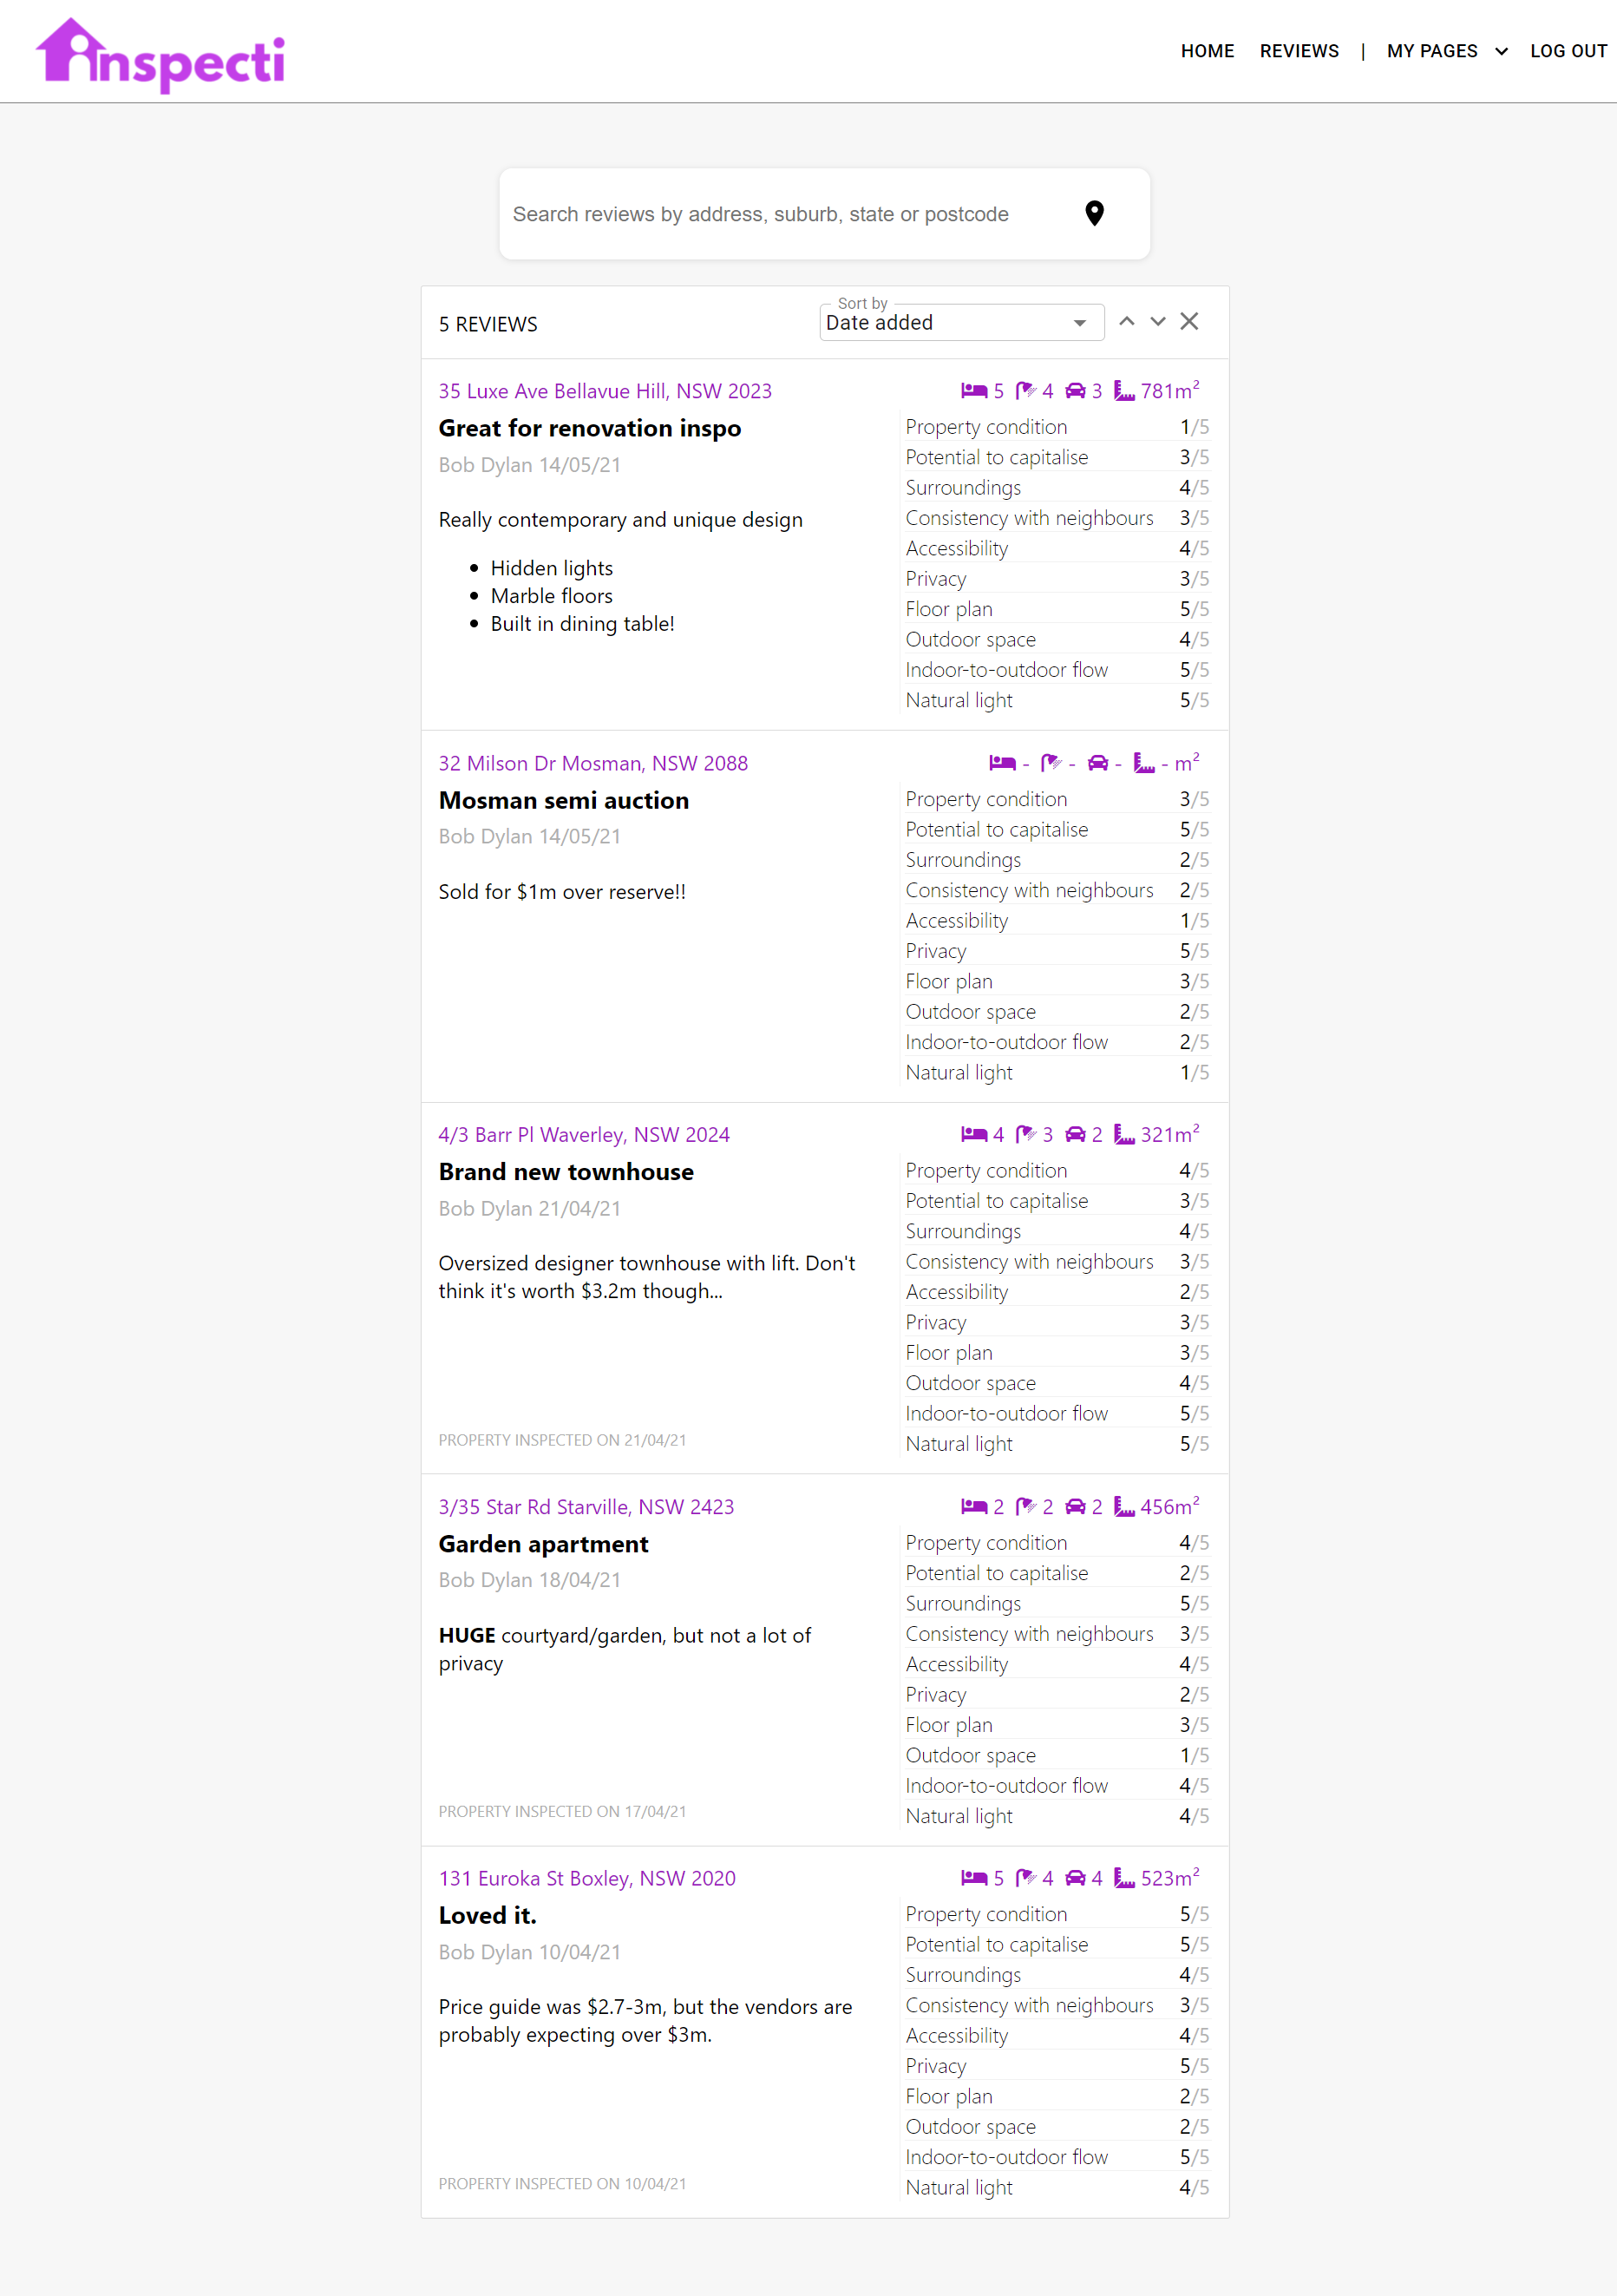 inspecti
HOME REVIEWS | MY PAGES LOG OUT
Search reviews by address, suburb, state or postcode
5 REVIEWS
Sort by
Date added
35 Luxe Ave Bellavue Hill, NSW 2023
5 4 3 781m²
Great for renovation inspo
Bob Dylan 14/05/21
Really contemporary and unique design
• Hidden lights
• Marble floors
• Built in dining table!
Property condition 1/5
Potential to capitalise 3/5
Surroundings 4/5
Consistency with neighbours 3/5
Accessibility 4/5
Privacy 3/5
Floor plan 5/5
Outdoor space 4/5
Indoor-to-outdoor flow 5/5
Natural light 5/5
32 Milson Dr Mosman, NSW 2088
- - - - m²
Mosman semi auction
Bob Dylan 14/05/21
Sold for $1m over reserve!!
Property condition 3/5
Potential to capitalise 5/5
Surroundings 2/5
Consistency with neighbours 2/5
Accessibility 1/5
Privacy 5/5
Floor plan 3/5
Outdoor space 2/5
Indoor-to-outdoor flow 2/5
Natural light 1/5
4/3 Barr Pl Waverley, NSW 2024
4 3 2 321m²
Brand new townhouse
Bob Dylan 21/04/21
Oversized designer townhouse with lift. Don't
think it's worth $3.2m though...
PROPERTY INSPECTED ON 21/04/21
Property condition 4/5
Potential to capitalise 3/5
Surroundings 4/5
Consistency with neighbours 3/5
Accessibility 2/5
Privacy 3/5
Floor plan 3/5
Outdoor space 4/5
Indoor-to-outdoor flow 5/5
Natural light 5/5
3/35 Star Rd Starville, NSW 2423
2 2 2 456m²
Garden apartment
Bob Dylan 18/04/21
HUGE courtyard/garden, but not a lot of
privacy
PROPERTY INSPECTED ON 17/04/21
Property condition 4/5
Potential to capitalise 2/5
Surroundings 5/5
Consistency with neighbours 3/5
Accessibility 4/5
Privacy 2/5
Floor plan 3/5
Outdoor space 1/5
Indoor-to-outdoor flow 4/5
Natural light 4/5
131 Euroka St Boxley, NSW 2020
5 4 4 523m²
Loved it.
Bob Dylan 10/04/21
Price guide was $2.7-3m, but the vendors are
probably expecting over $3m.
PROPERTY INSPECTED ON 10/04/21
Property condition 5/5
Potential to capitalise 5/5
Surroundings 4/5
Consistency with neighbours 3/5
Accessibility 4/5
Privacy 5/5
Floor plan 2/5
Outdoor space 2/5
Indoor-to-outdoor flow 5/5
Natural light 4/5